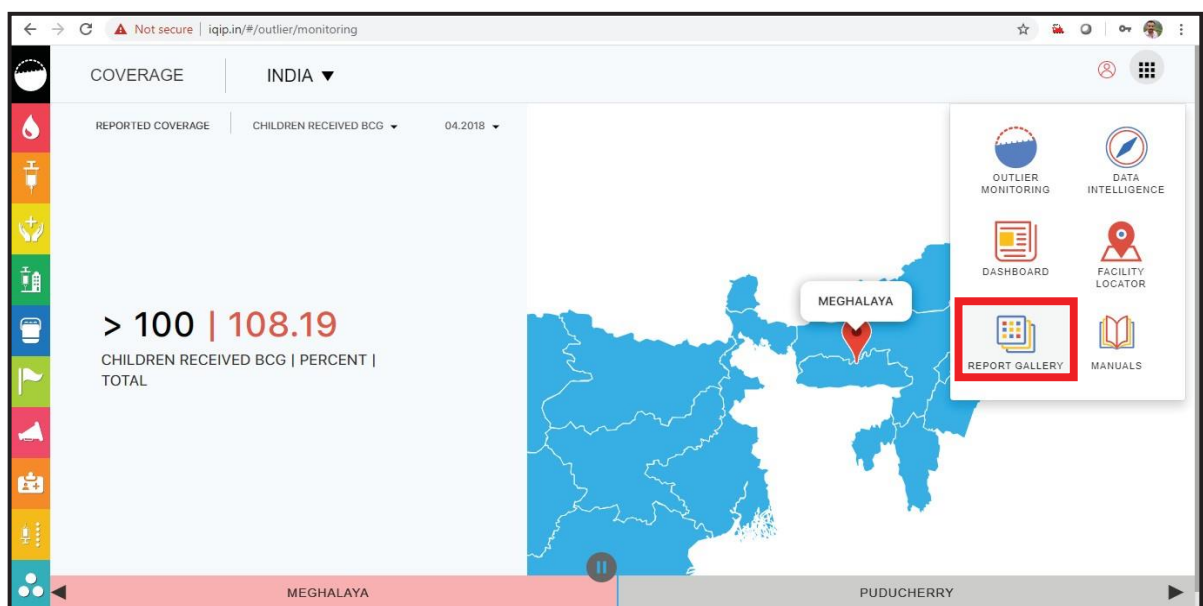 Not secure | iqip.in/#/outlier/monitoring
COVERAGE
INDIA ▼
REPORTED COVERAGE
CHILDREN RECEIVED BCG
04.2018
> 100 | 108.19
CHILDREN RECEIVED BCG | PERCENT |
TOTAL
MEGHALAYA
OUTLIER
MONITORING
DATA
INTELLIGENCE
DASHBOARD
FACILITY
LOCATOR
REPORT GALLERY
MANUALS
MEGHALAYA
PUDUCHERRY